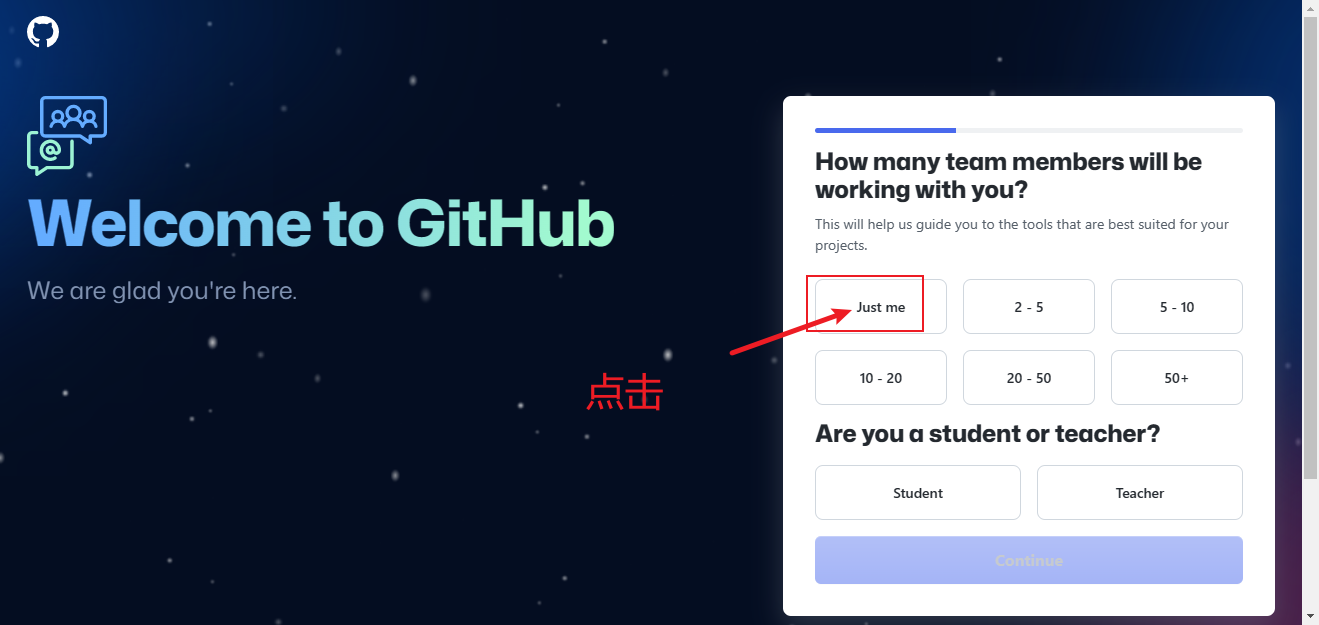 Welcome to GitHub
We are glad you're here.
点击
How many team members will be
working with you?
This will help us guide you to the tools that are best suited for your
projects.
Just me
2 - 5
5 - 10
10 - 20
20 - 50
50+
Are you a student or teacher?
Student
Teacher
Continue